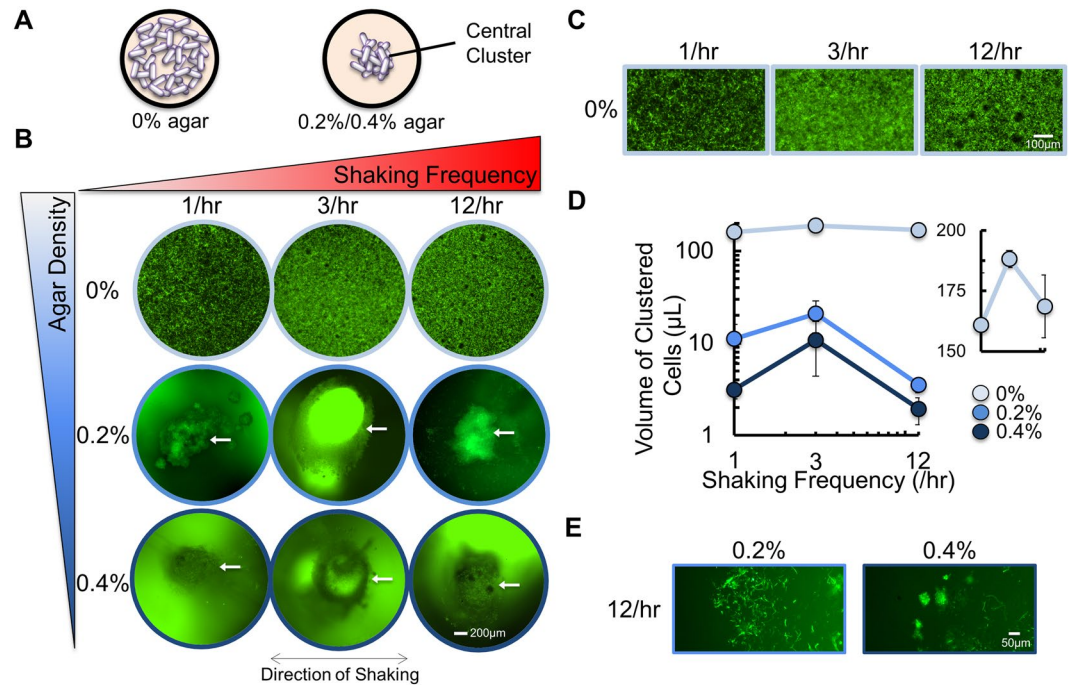 A
Central
Cluster
0% agar
0.2%/0.4% agar
B
Shaking Frequency
Agar Density
1/hr
3/hr
12/hr
0%
0.2%
0.4%
200µm
Direction of Shaking
C
1/hr
3/hr
12/hr
0%
100µm
D
Volume of Clustered
Cells (µL)
100
10
1
1
3
12
Shaking Frequency (/hr)
200
175
150
0%
0.2%
0.4%
E
0.2%
0.4%
12/hr
50µm